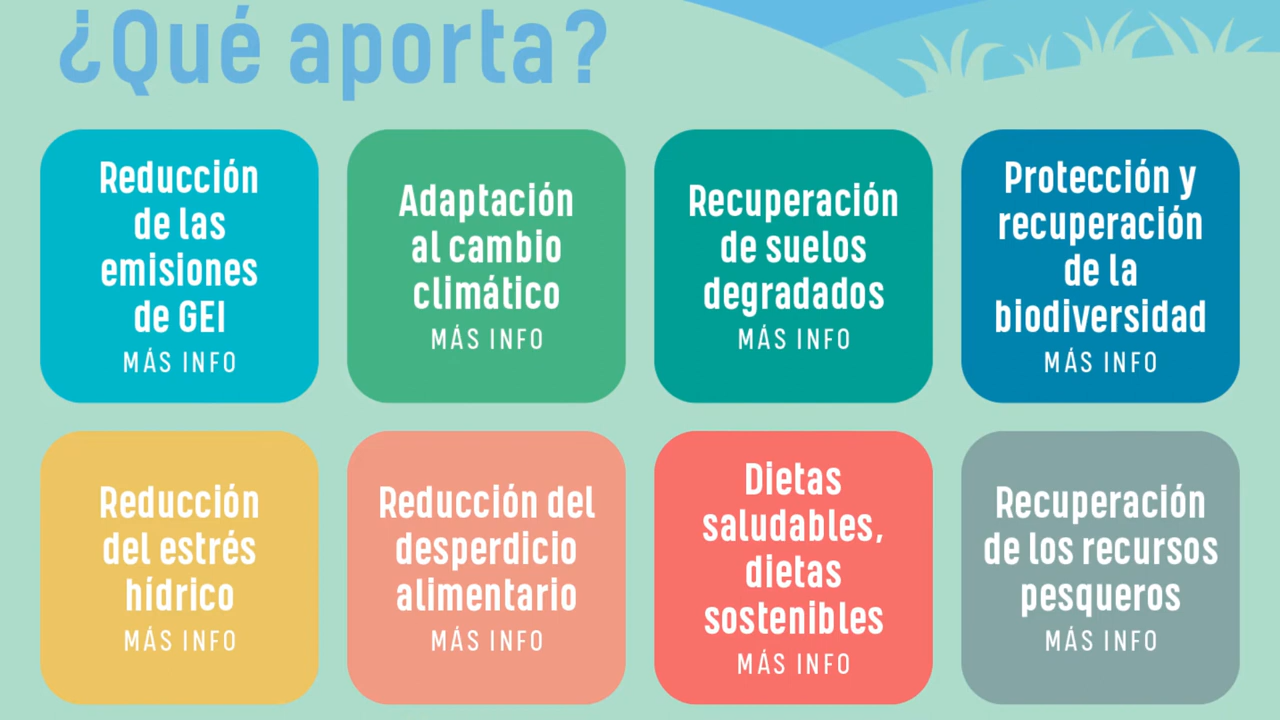 ¿Qué aporta?
Reducción
de las
emisiones
de GEI
MÁS INFO
Adaptación
al cambio
climático
MÁS INFO
Recuperación
de suelos
degradados
MÁS INFO
Protección y
recuperación
de la
biodiversidad
MÁS INFO
Reducción
del estrés
hídrico
MÁS INFO
Reducción del
desperdicio
alimentario
MÁS INFO
Dietas
saludables,
dietas
sostenibles
MÁS INFO
Recuperación
de los recursos
pesqueros
MÁS INFO